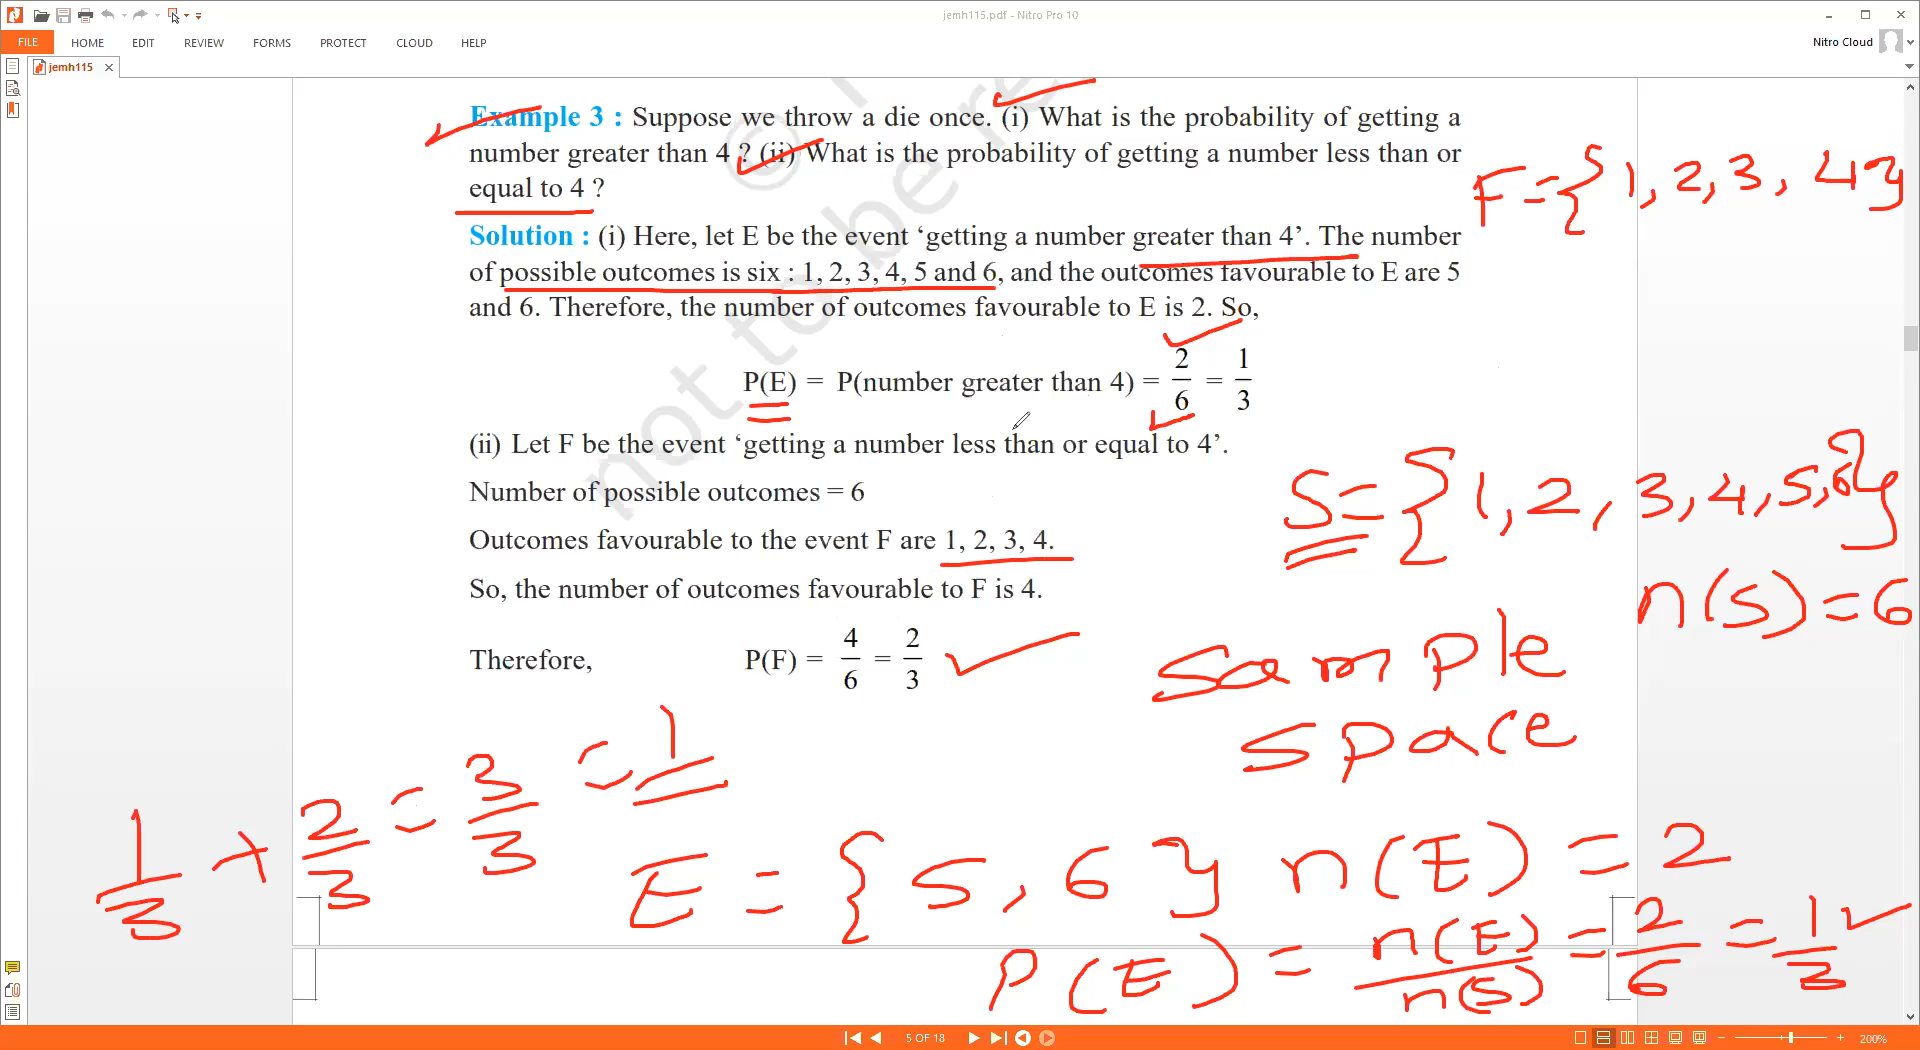 jemh115.pdf - Nitro Pro 10
FILE HOME EDIT REVIEW FORMS PROTECT CLOUD HELP
Nitro Cloud
jemh115
Example 3 : Suppose we throw a die once. (i) What is the probability of getting a
number greater than 4 ? (ii) What is the probability of getting a number less than or
equal to 4 ?
F = { 1, 2, 3, 4 }
Solution : (i) Here, let E be the event ‘getting a number greater than 4’. The number
of possible outcomes is six : 1, 2, 3, 4, 5 and 6, and the outcomes favourable to E are 5
and 6. Therefore, the number of outcomes favourable to E is 2. So,
P(E) = P(number greater than 4) = 2/6 = 1/3
(ii) Let F be the event ‘getting a number less than or equal to 4’.
Number of possible outcomes = 6
S = { 1, 2, 3, 4, 5, 6 }
Outcomes favourable to the event F are 1, 2, 3, 4.
n(S) = 6
So, the number of outcomes favourable to F is 4.
Therefore, P(F) = 4/6 = 2/3
sample
space
1/3 + 2/3 = 3/3 = 1
E = { 5, 6 } n(E) = 2
P(E) = n(E)/n(S) = 2/6 = 1/3
© 
not to be re
5 OF 18
200%